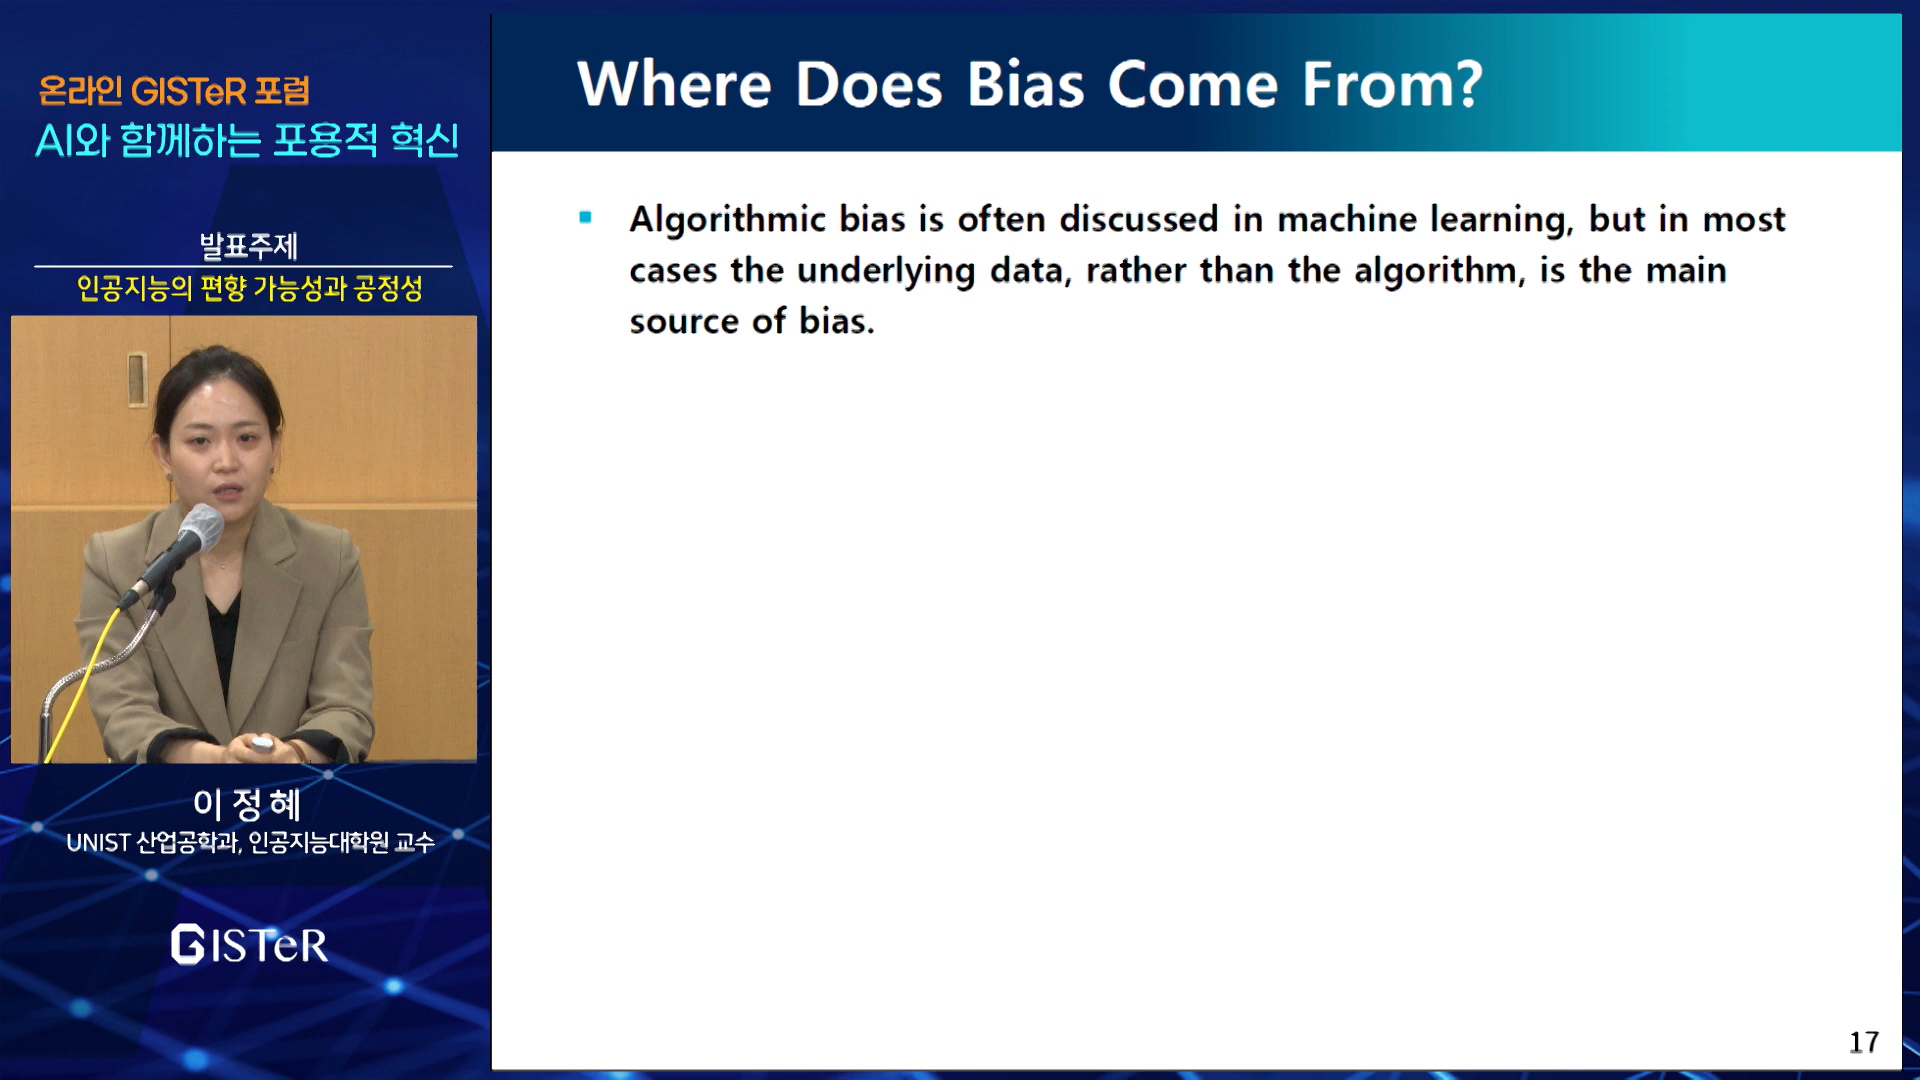 온라인 GISTeR 포럼
AI와 함께하는 포용적 혁신
발표주제
인공지능의 편향 가능성과 공정성
이정혜
UNIST 산업공학과, 인공지능대학원 교수
GISTeR
Where Does Bias Come From?
Algorithmic bias is often discussed in machine learning, but in most
cases the underlying data, rather than the algorithm, is the main
source of bias.
17